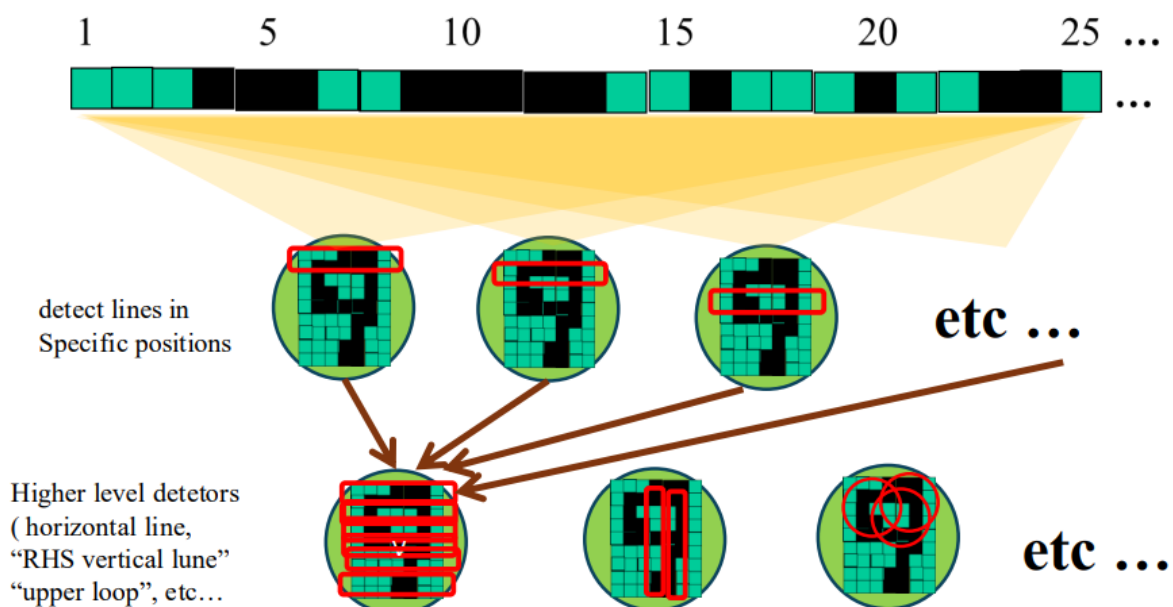 1 5 10 15 20 25 ...
...
detect lines in
Specific positions
etc ...
Higher level detetors
( horizontal line,
“RHS vertical lune”
“upper loop”, etc…
v
etc ...